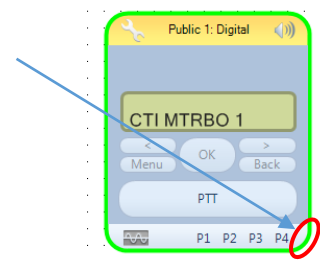 Public 1: Digital
CTI MTRBO 1
< OK >
Menu Back
PTT
P1 P2 P3 P4